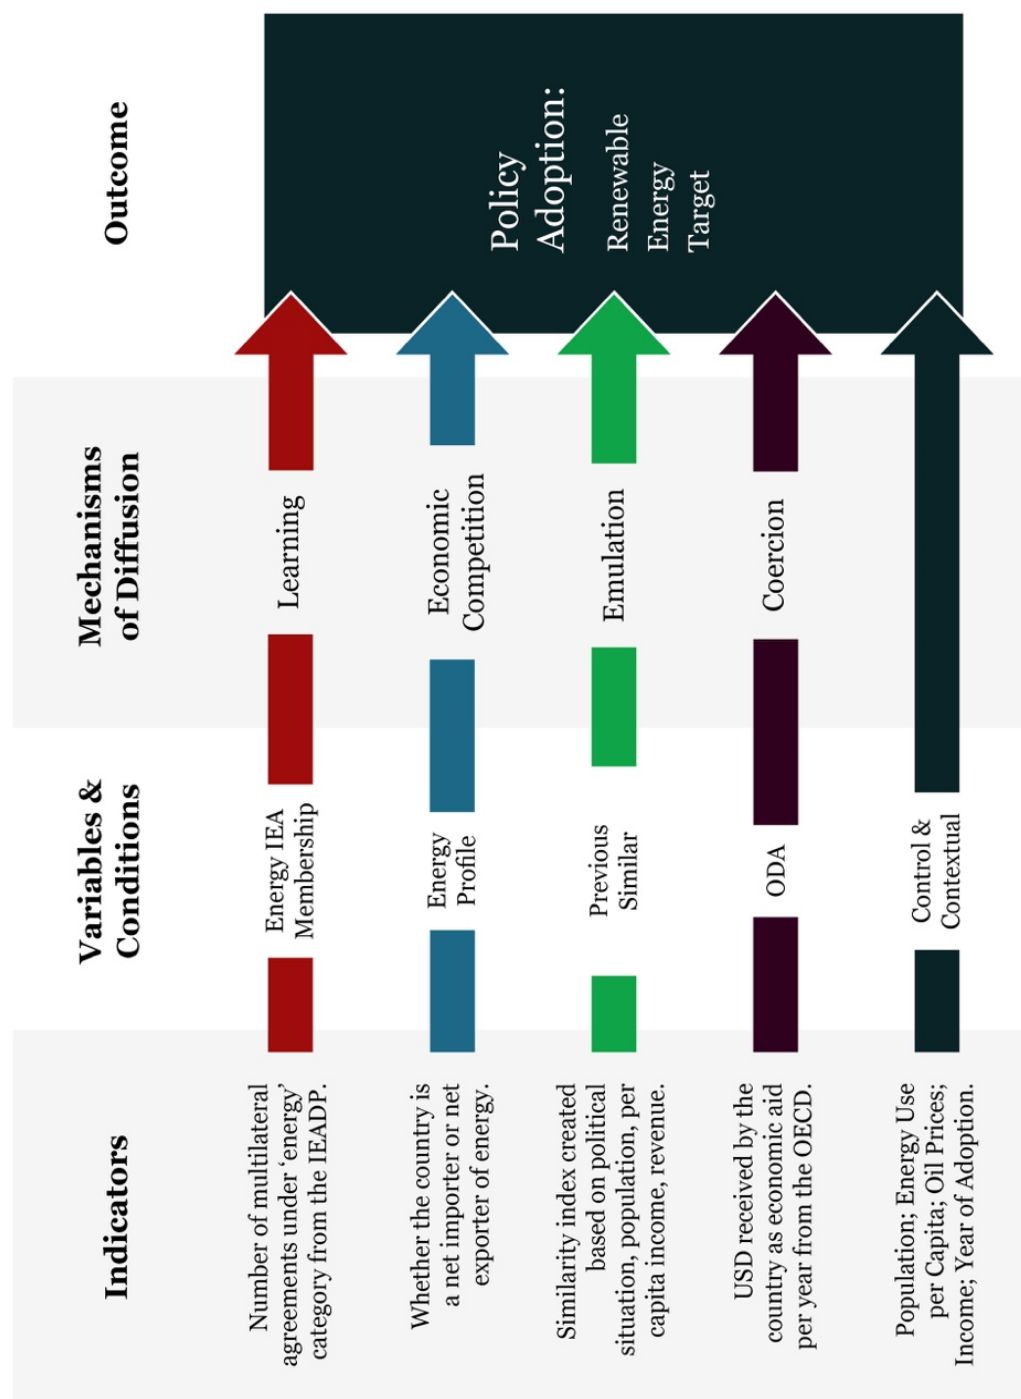 Indicators
Variables &
Conditions
Mechanisms
of Diffusion
Outcome
Number of multilateral
agreements under ‘energy’
category from the IEADP.
Energy IEA
Membership
Learning
Whether the country is
a net importer or net
exporter of energy.
Energy
Profile
Economic
Competition
Similarity index created
based on political
situation, population, per
capita income, revenue.
Previous
Similar
Emulation
USD received by the
country as economic aid
per year from the OECD.
ODA
Coercion
Population; Energy Use
per Capita; Oil Prices;
Income; Year of Adoption.
Control &
Contextual
Policy
Adoption:
Renewable
Energy
Target